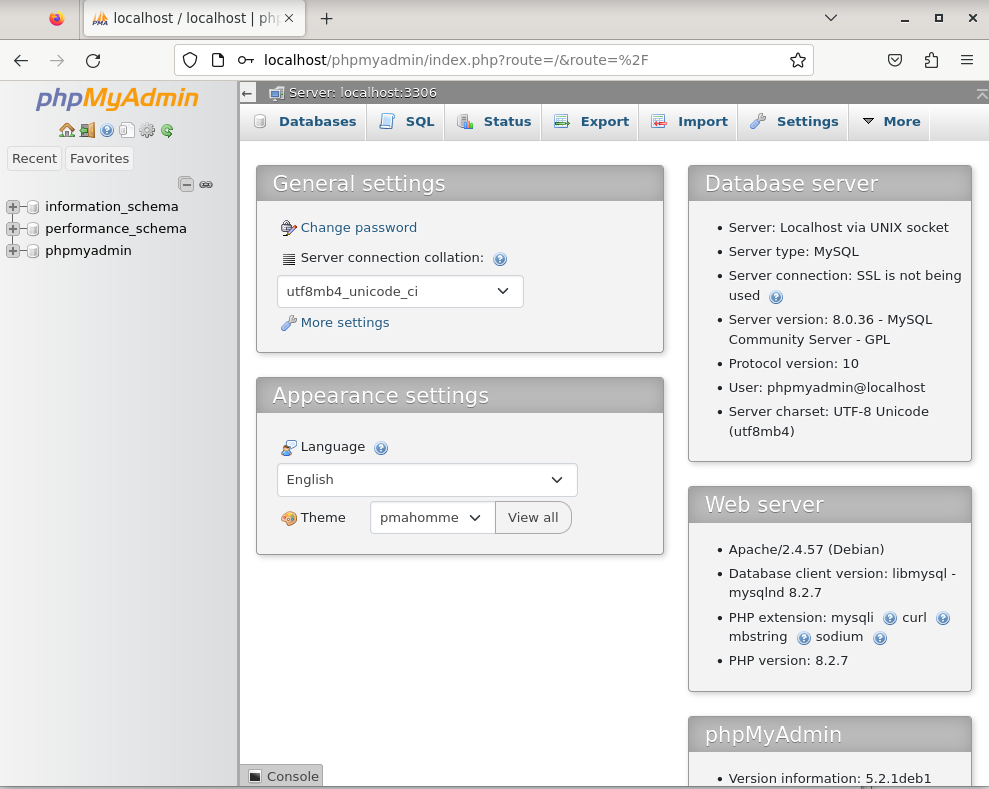 localhost / localhost | ph
localhost/phpmyadmin/index.php?route=/&route=%2F
phpMyAdmin
Recent
Favorites
information_schema
performance_schema
phpmyadmin
Server: localhost:3306
Databases
SQL
Status
Export
Import
Settings
More
General settings
Change password
Server connection collation:
utf8mb4_unicode_ci
More settings
Appearance settings
Language
English
Theme
pmahomme
View all
Database server
Server: Localhost via UNIX socket
Server type: MySQL
Server connection: SSL is not being
used
Server version: 8.0.36 - MySQL
Community Server - GPL
Protocol version: 10
User: phpmyadmin@localhost
Server charset: UTF-8 Unicode
(utf8mb4)
Web server
Apache/2.4.57 (Debian)
Database client version: libmysql -
mysqlnd 8.2.7
PHP extension: mysqli curl
mbstring sodium
PHP version: 8.2.7
phpMyAdmin
Version information: 5.2.1deb1
Console